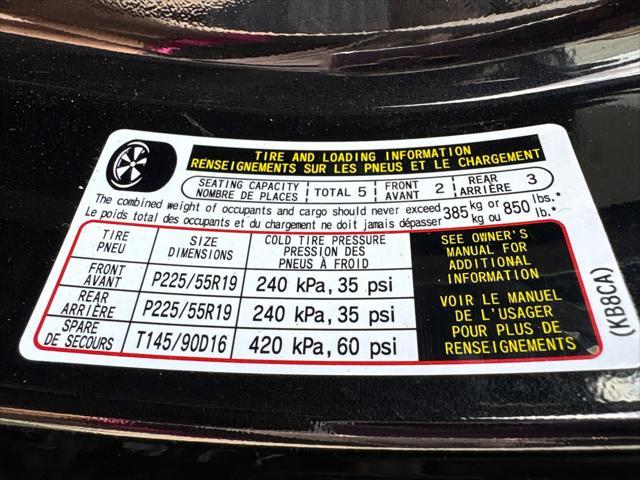 TIRE AND LOADING INFORMATION
RENSEIGNEMENTS SUR LES PNEUS ET LE CHARGEMENT
SEATING CAPACITY NOMBRE DE PLACES TOTAL 5 FRONT AVANT 2 REAR ARRIÈRE 3
The combined weight of occupants and cargo should never exceed 385 kg or 850 lbs.*
Le poids total des occupants et du chargement ne doit jamais dépasser kg ou lb.*
TIRE PNEU SIZE DIMENSIONS COLD TIRE PRESSURE PRESSION DES PNEUS À FROID
FRONT AVANT P225/55R19 240 kPa, 35 psi
REAR ARRIÈRE P225/55R19 240 kPa, 35 psi
SPARE DE SECOURS T145/90D16 420 kPa, 60 psi
SEE OWNER'S
MANUAL FOR
ADDITIONAL
INFORMATION
VOIR LE MANUEL
DE L'USAGER
POUR PLUS DE
RENSEIGNEMENTS
(KB8CA)